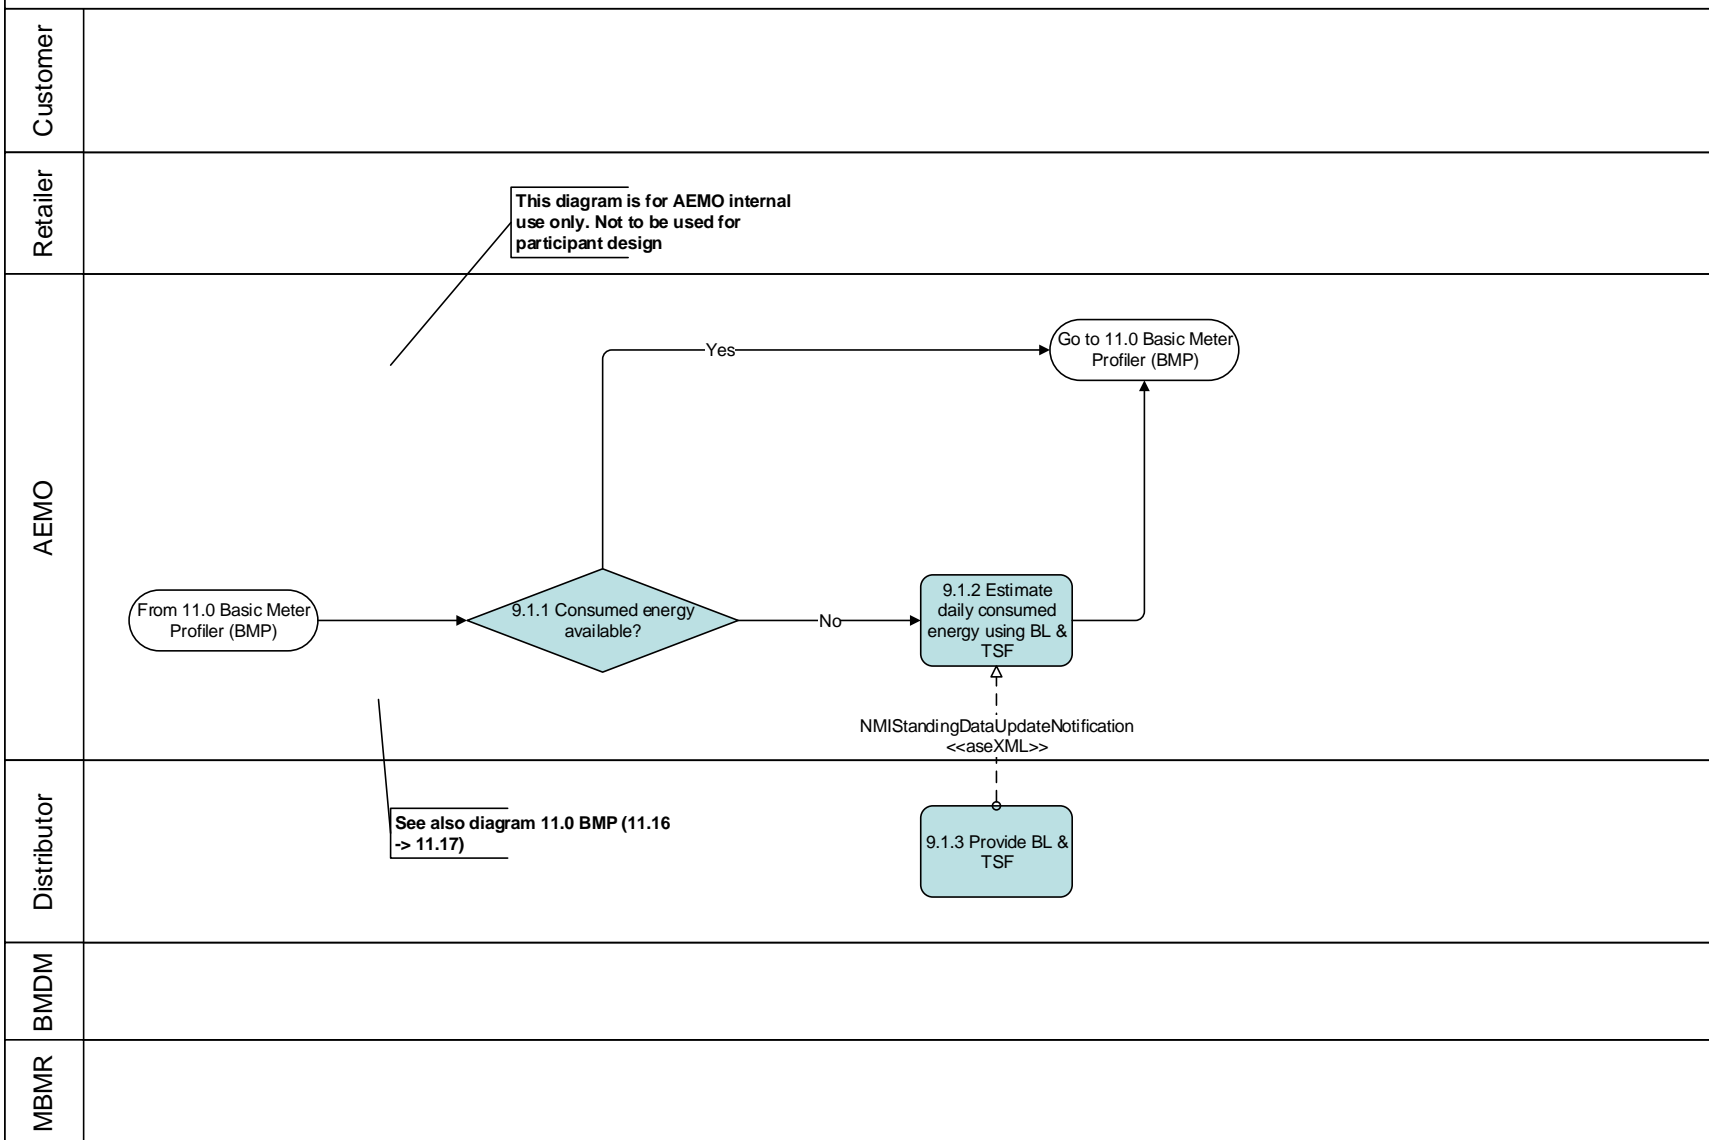 Customer
Retailer
This diagram is for AEMO internal
use only. Not to be used for
participant design
AEMO
Go to 11.0 Basic Meter
Profiler (BMP)
Yes
From 11.0 Basic Meter
Profiler (BMP)
9.1.1 Consumed energy
available?
No
9.1.2 Estimate
daily consumed
energy using BL &
TSF
NMIStandingDataUpdateNotification
<<aseXML>>
Distributor
See also diagram 11.0 BMP (11.16
-> 11.17)
9.1.3 Provide BL &
TSF
BMDM
MBMR